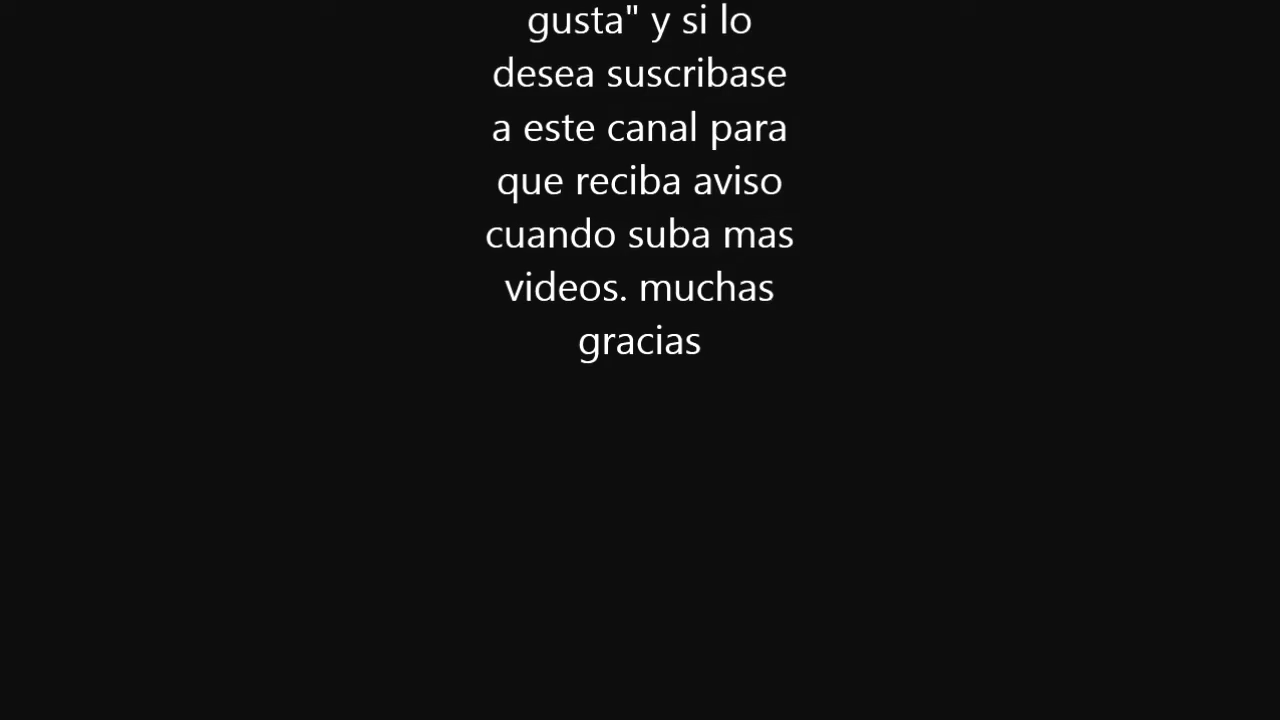 gusta" y si lo
desea suscribase
a este canal para
que reciba aviso
cuando suba mas
videos. muchas
gracias